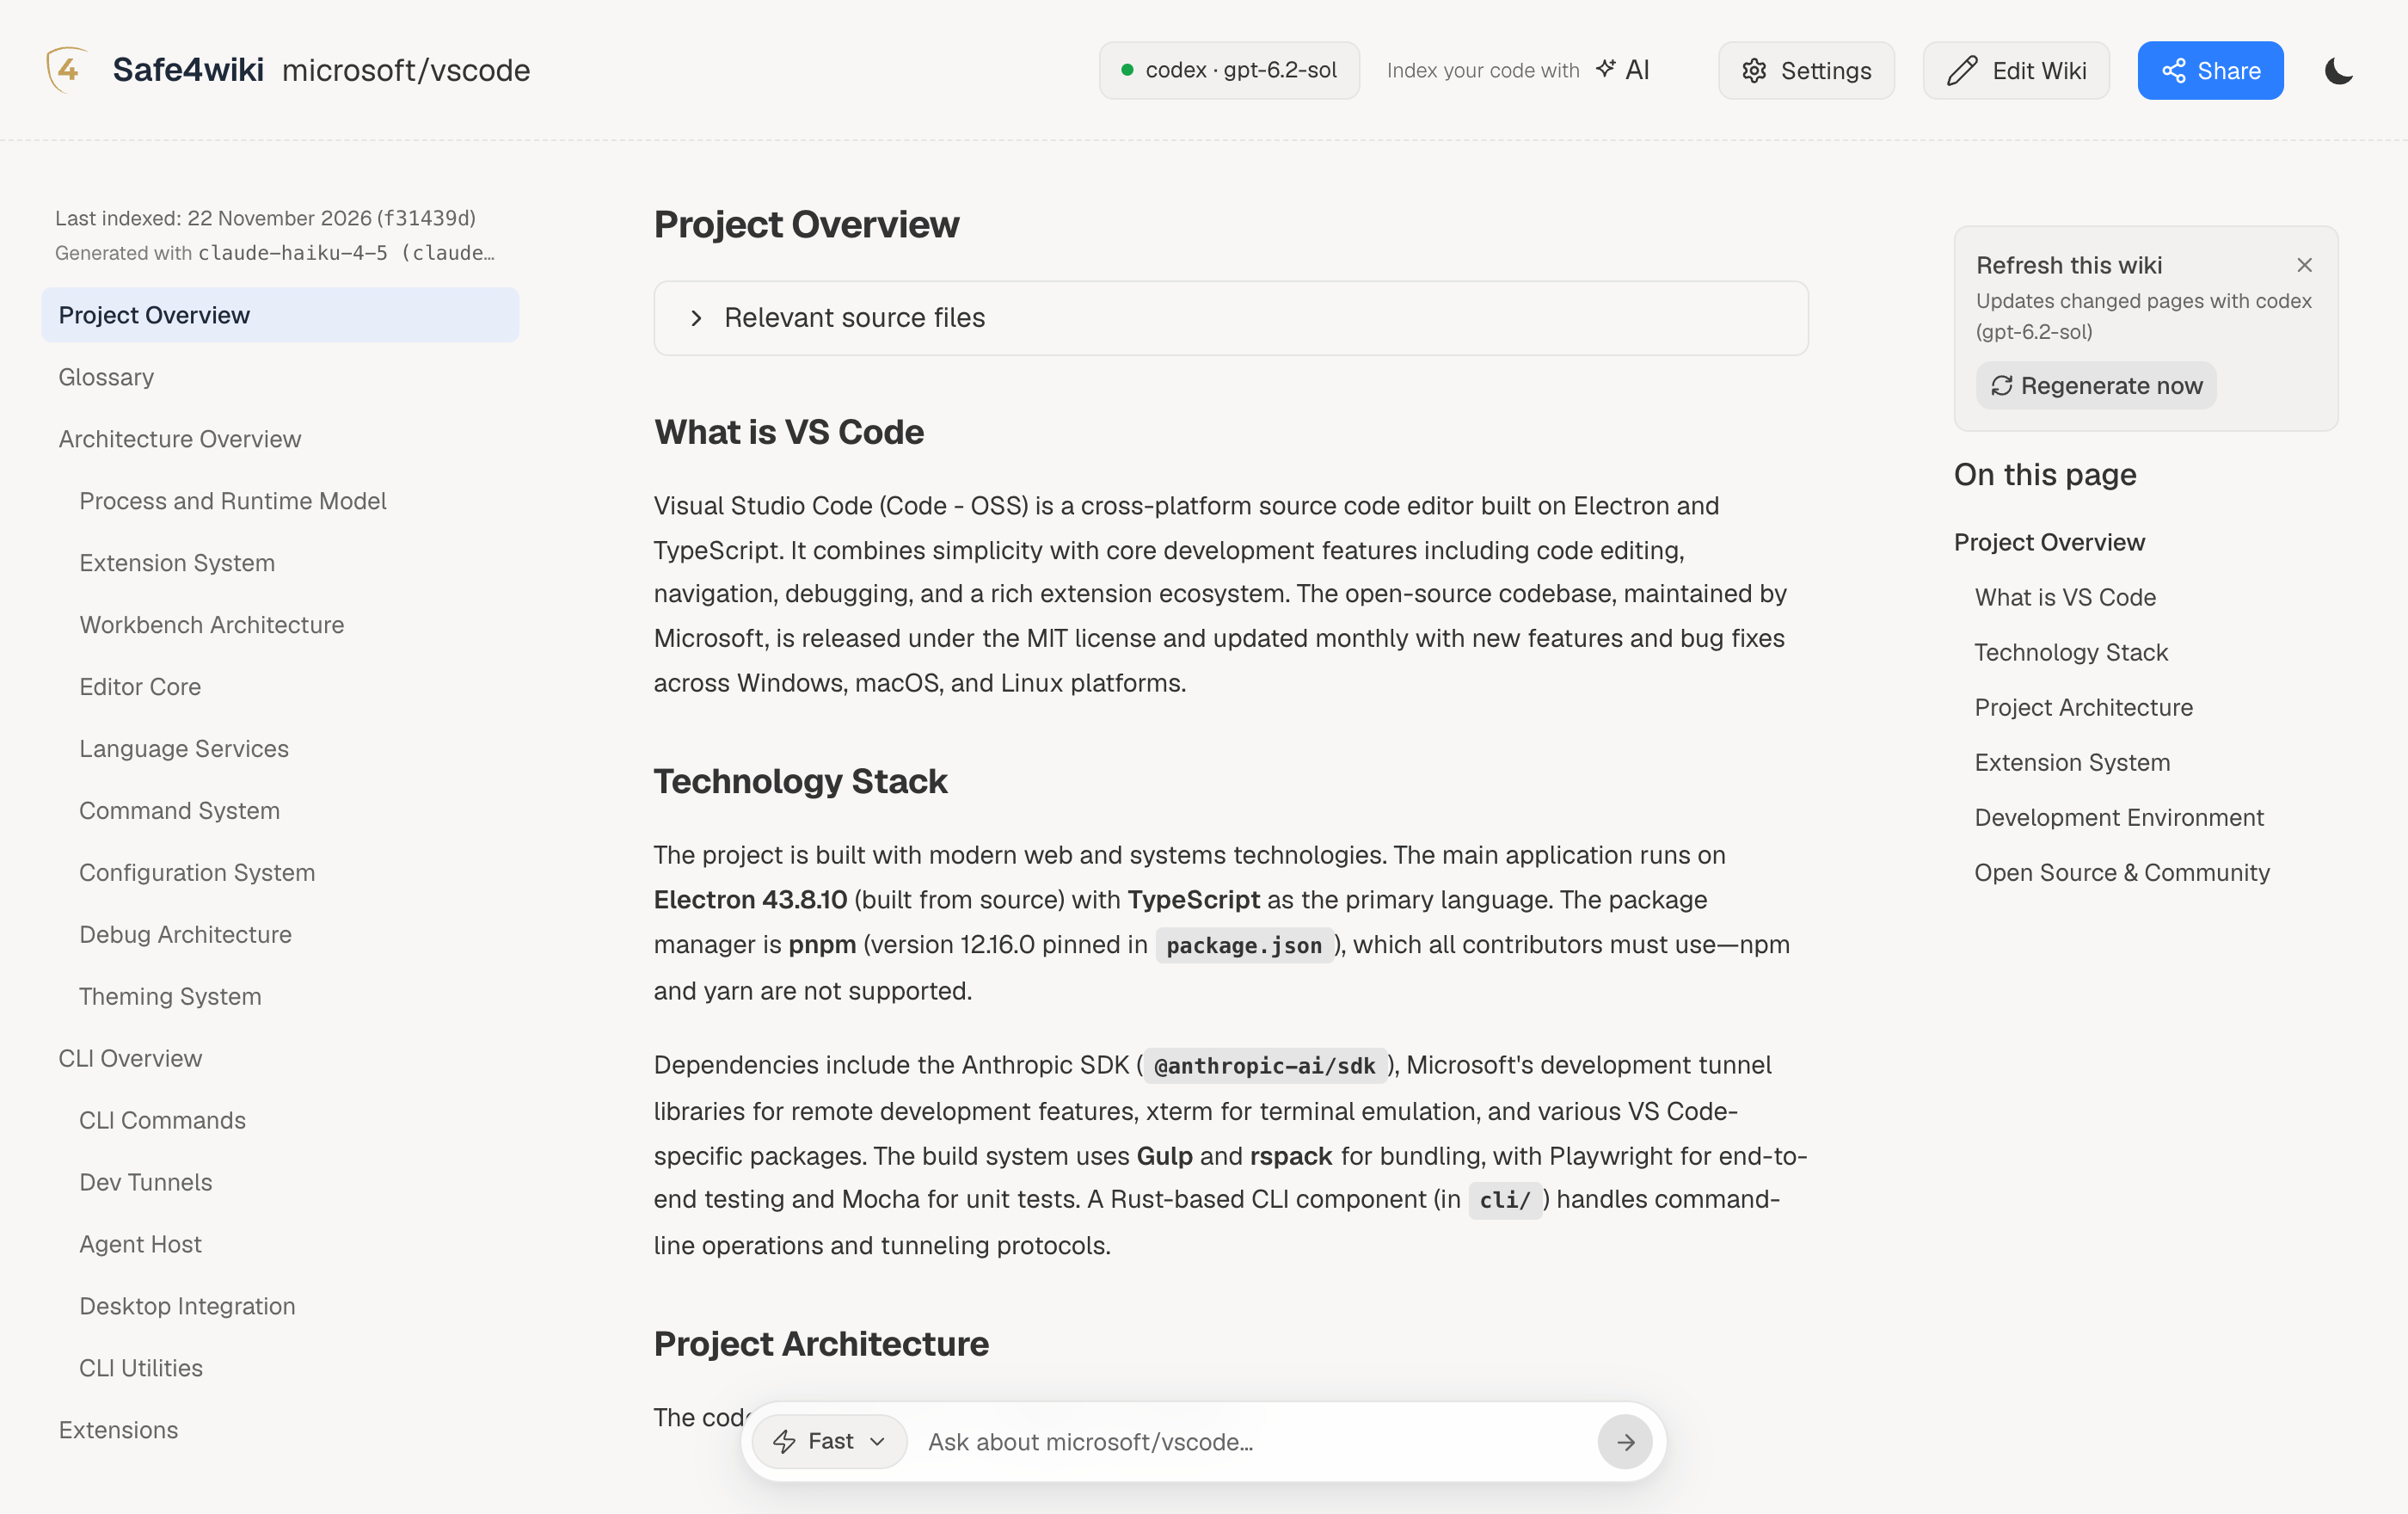 4 Safe4wiki microsoft/vscode
codex · gpt-6.2-sol
Index your code with AI
Settings
Edit Wiki
Share
Last indexed: 22 November 2026 (f31439d)
Generated with claude-haiku-4-5 (claude…
Project Overview
Glossary
Architecture Overview
Process and Runtime Model
Extension System
Workbench Architecture
Editor Core
Language Services
Command System
Configuration System
Debug Architecture
Theming System
CLI Overview
CLI Commands
Dev Tunnels
Agent Host
Desktop Integration
CLI Utilities
Extensions
Project Overview
Relevant source files
What is VS Code
Visual Studio Code (Code - OSS) is a cross-platform source code editor built on Electron and
TypeScript. It combines simplicity with core development features including code editing,
navigation, debugging, and a rich extension ecosystem. The open-source codebase, maintained by
Microsoft, is released under the MIT license and updated monthly with new features and bug fixes
across Windows, macOS, and Linux platforms.
Technology Stack
The project is built with modern web and systems technologies. The main application runs on
Electron 43.8.10 (built from source) with TypeScript as the primary language. The package
manager is pnpm (version 12.16.0 pinned in package.json), which all contributors must use—npm
and yarn are not supported.
Dependencies include the Anthropic SDK (@anthropic-ai/sdk), Microsoft's development tunnel
libraries for remote development features, xterm for terminal emulation, and various VS Code-
specific packages. The build system uses Gulp and rspack for bundling, with Playwright for end-to-
end testing and Mocha for unit tests. A Rust-based CLI component (in cli/) handles command-
line operations and tunneling protocols.
Project Architecture
The
Fast
Ask about microsoft/vscode…
Refresh this wiki
Updates changed pages with codex
(gpt-6.2-sol)
Regenerate now
On this page
Project Overview
What is VS Code
Technology Stack
Project Architecture
Extension System
Development Environment
Open Source & Community